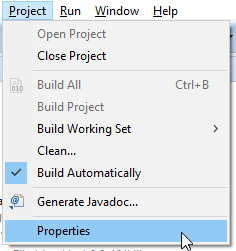 Project Run Window Help
Open Project
Close Project
Build All Ctrl+B
Build Project
Build Working Set
Clean...
Build Automatically
Generate Javadoc...
Properties